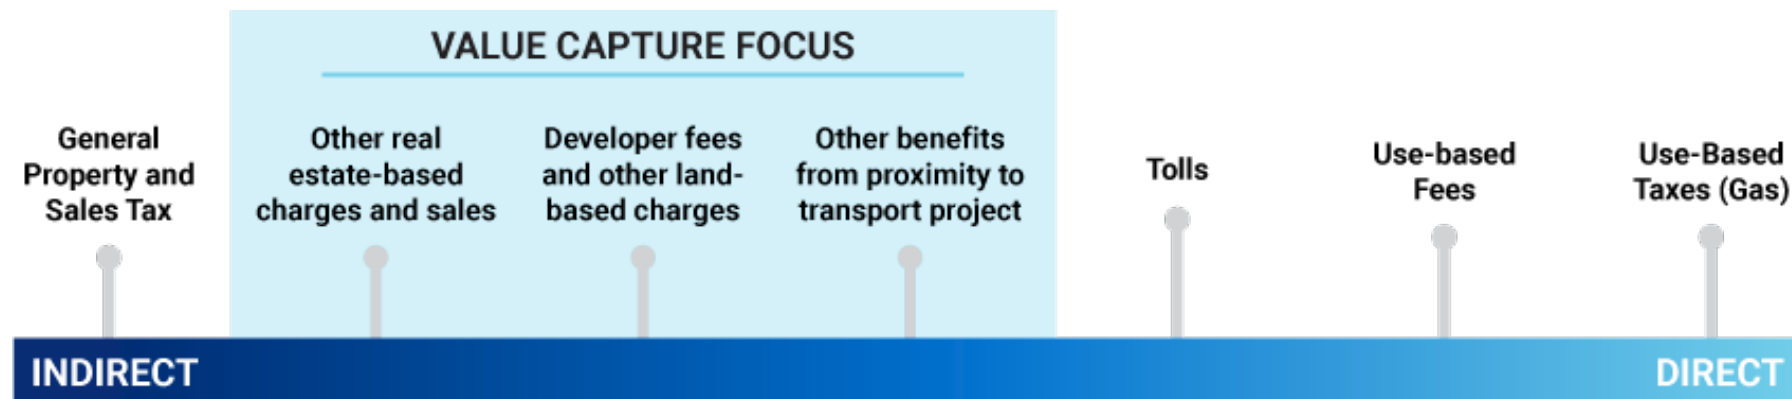 VALUE CAPTURE FOCUS
General
Property and
Sales Tax
Other real
estate-based
charges and sales
Developer fees
and other land-
based charges
Other benefits
from proximity to
transport project
Tolls
Use-based
Fees
Use-Based
Taxes (Gas)
INDIRECT
DIRECT